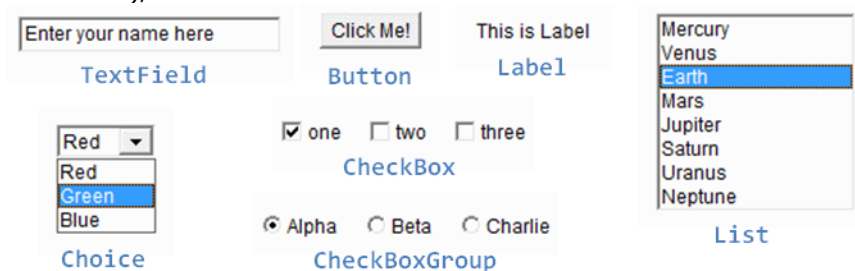 Enter your name here
TextField
Click Me!
Button
This is Label
Label
Mercury
Venus
Earth
Mars
Jupiter
Saturn
Uranus
Neptune
List
Red
Red
Green
Blue
Choice
one two three
CheckBox
Alpha Beta Charlie
CheckBoxGroup